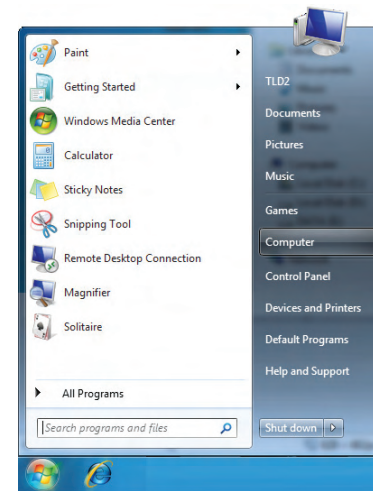 Paint
Getting Started
Windows Media Center
Calculator
Sticky Notes
Snipping Tool
Remote Desktop Connection
Magnifier
Solitaire
All Programs
Search programs and files
TLD2
Documents
Pictures
Music
Games
Computer
Control Panel
Devices and Printers
Default Programs
Help and Support
Shut down